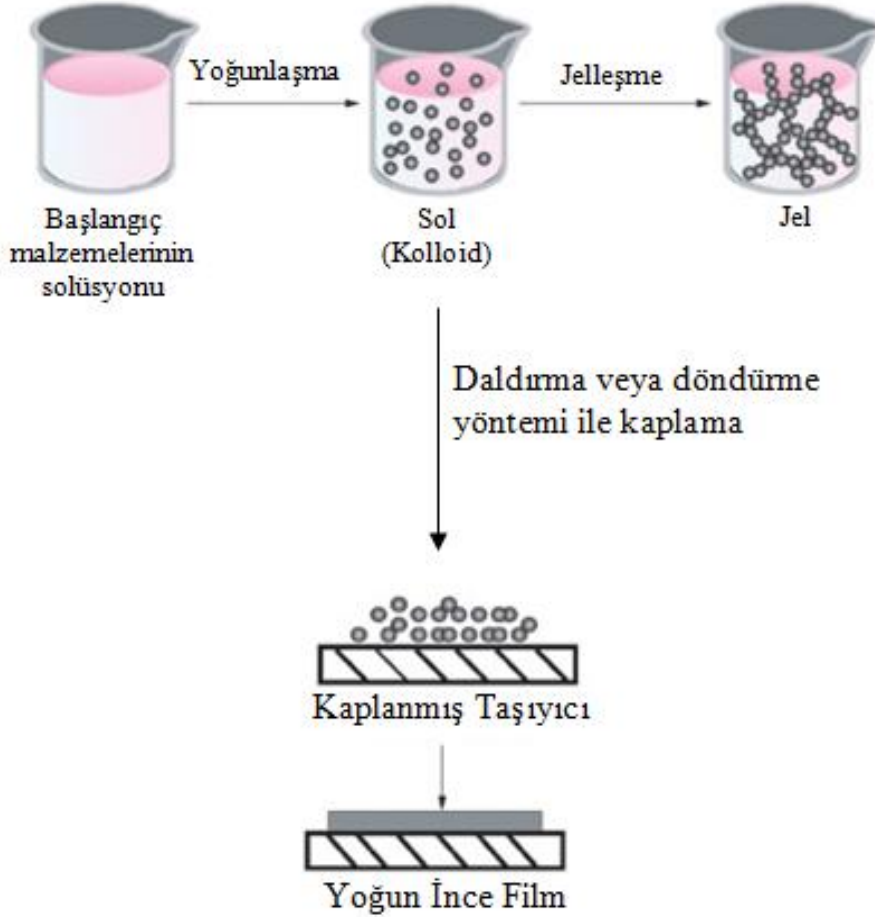 Yoğunlaşma
Jelleşme
Başlangıç
malzemelerinin
solüsyonu
Sol
(Kolloid)
Jel
Daldırma veya döndürme
yöntemi ile kaplama
Kaplanmış Taşıyıcı
Yoğun İnce Film